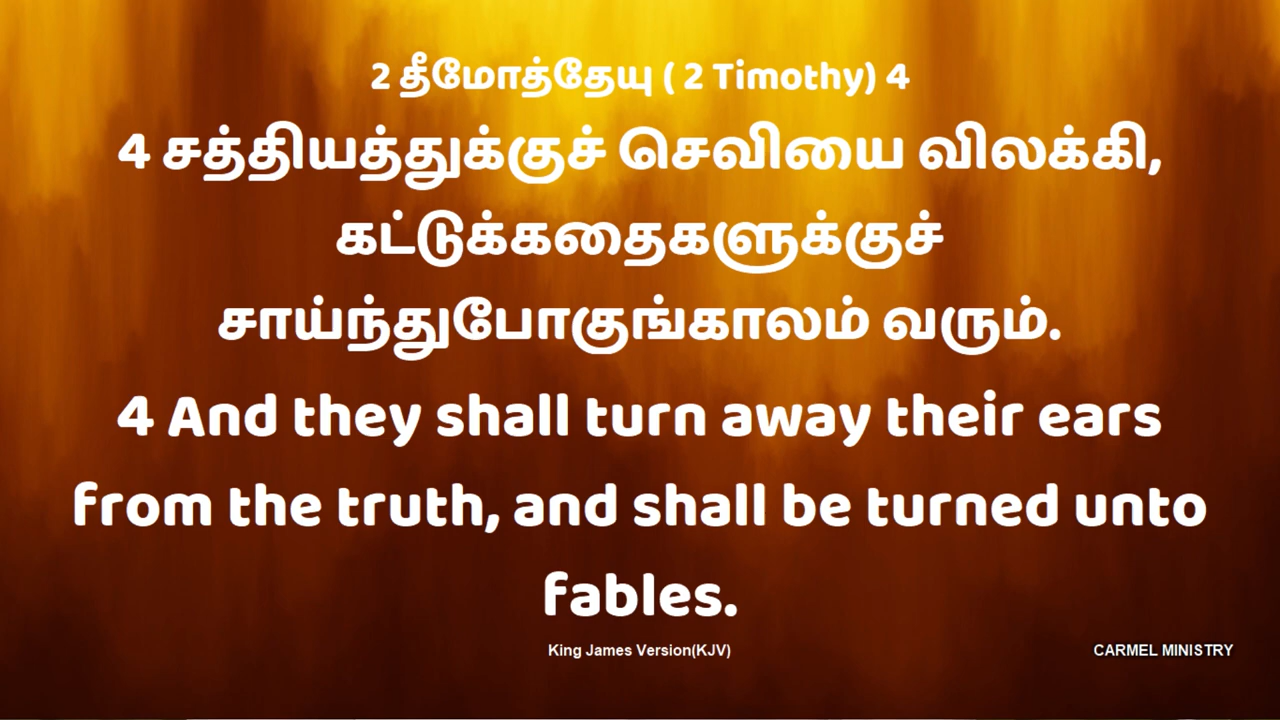 2 தீமோத்தேயு ( 2 Timothy) 4
4 சத்தியத்துக்குச் செவியை விலக்கி,
கட்டுக்கதைகளுக்குச்
சாய்ந்துபோகுங்காலம் வரும்.
4 And they shall turn away their ears
from the truth, and shall be turned unto
fables.
King James Version(KJV)
CARMEL MINISTRY